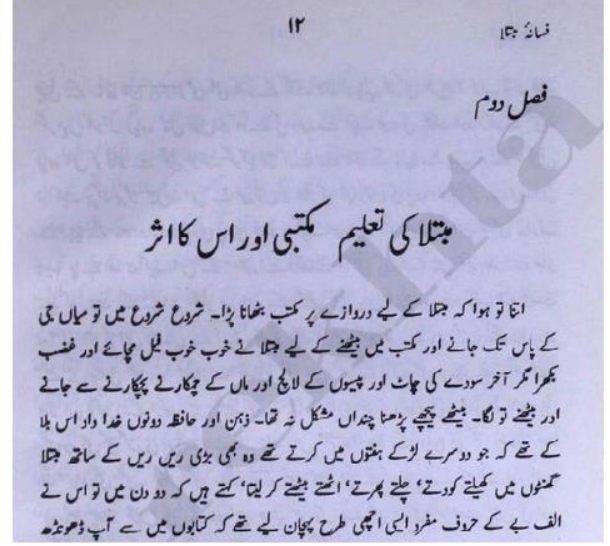 فسانۂ مبتلا
۱۲
فصل دوم
مبتلا کی تعلیم مکتبی اور اس کا اثر
اتنا تو ہوا کہ مبتلا کے لیے دروازے پر مکتب بٹھانا پڑا۔ شروع شروع میں تو میاں جی
کے پاس تک جانے اور مکتب میں بیٹھنے کے لیے مبتلا نے خوب خوب فیل مچائے اور غضب
بکھرا مگر آخر سودے کی چاٹ اور پیسوں کے لالچ اور ماں کے چمکارنے پچکارنے سے جانے
اور بیٹھنے تو لگا۔ بیٹھے پیچھے پڑھنا چنداں مشکل نہ تھا۔ ذہن اور حافظہ دونوں خدا داد اس بلا
کے تھے کہ جو دوسرے لڑکے ہفتوں میں کرتے تھے وہ بھی بڑی ریں ریں کے ساتھ مبتلا
گھنٹوں میں کھیلتے کودتے، چلتے پھرتے، اٹھتے بیٹھتے کر لیتا، کہتے ہیں کہ دو دن میں تو اس نے
الف بے کے حروف مفرد ایسی اچھی طرح پہچان لیے تھے کہ کتابوں میں سے آپ ڈھونڈھ